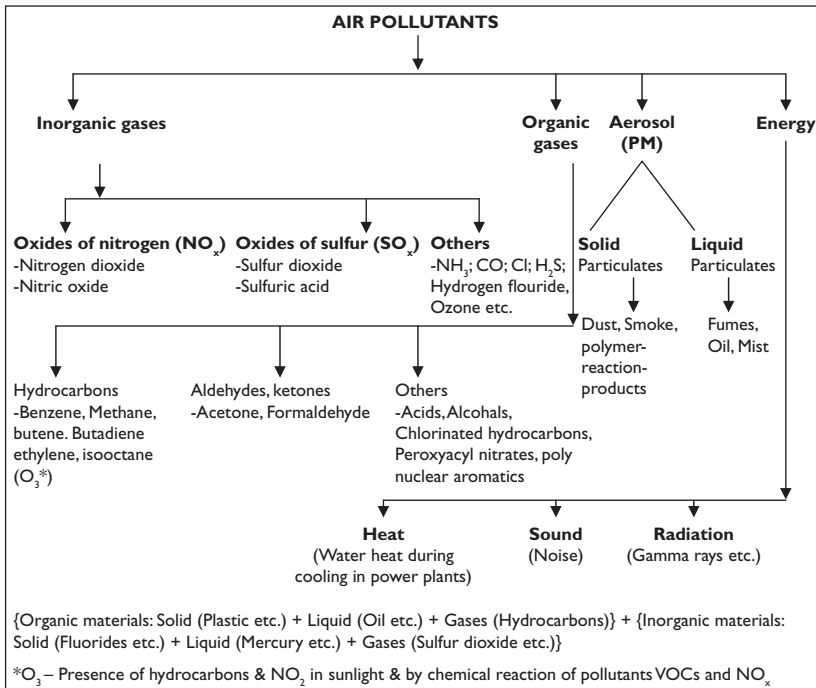 AIR POLLUTANTS
Inorganic gases
Organic
gases
Aerosol
(PM)
Energy
Oxides of nitrogen (NOₓ)
-Nitrogen dioxide
-Nitric oxide
Oxides of sulfur (SOₓ)
-Sulfur dioxide
-Sulfuric acid
Others
-NH₃; CO; Cl; H₂S;
Hydrogen flouride,
Ozone etc.
Solid
Particulates
Liquid
Particulates
Dust, Smoke,
polymer-
reaction-
products
Fumes,
Oil, Mist
Hydrocarbons
-Benzene, Methane,
butene. Butadiene
ethylene, isooctane
(O₃*)
Aldehydes, ketones
-Acetone, Formaldehyde
Others
-Acids, Alcohals,
Chlorinated hydrocarbons,
Peroxyacyl nitrates, poly
nuclear aromatics
Heat
(Water heat during
cooling in power plants)
Sound
(Noise)
Radiation
(Gamma rays etc.)
{Organic materials: Solid (Plastic etc.) + Liquid (Oil etc.) + Gases (Hydrocarbons)} + {Inorganic materials:
Solid (Fluorides etc.) + Liquid (Mercury etc.) + Gases (Sulfur dioxide etc.)}
*O₃ – Presence of hydrocarbons & NO₂ in sunlight & by chemical reaction of pollutants VOCs and NOₓ